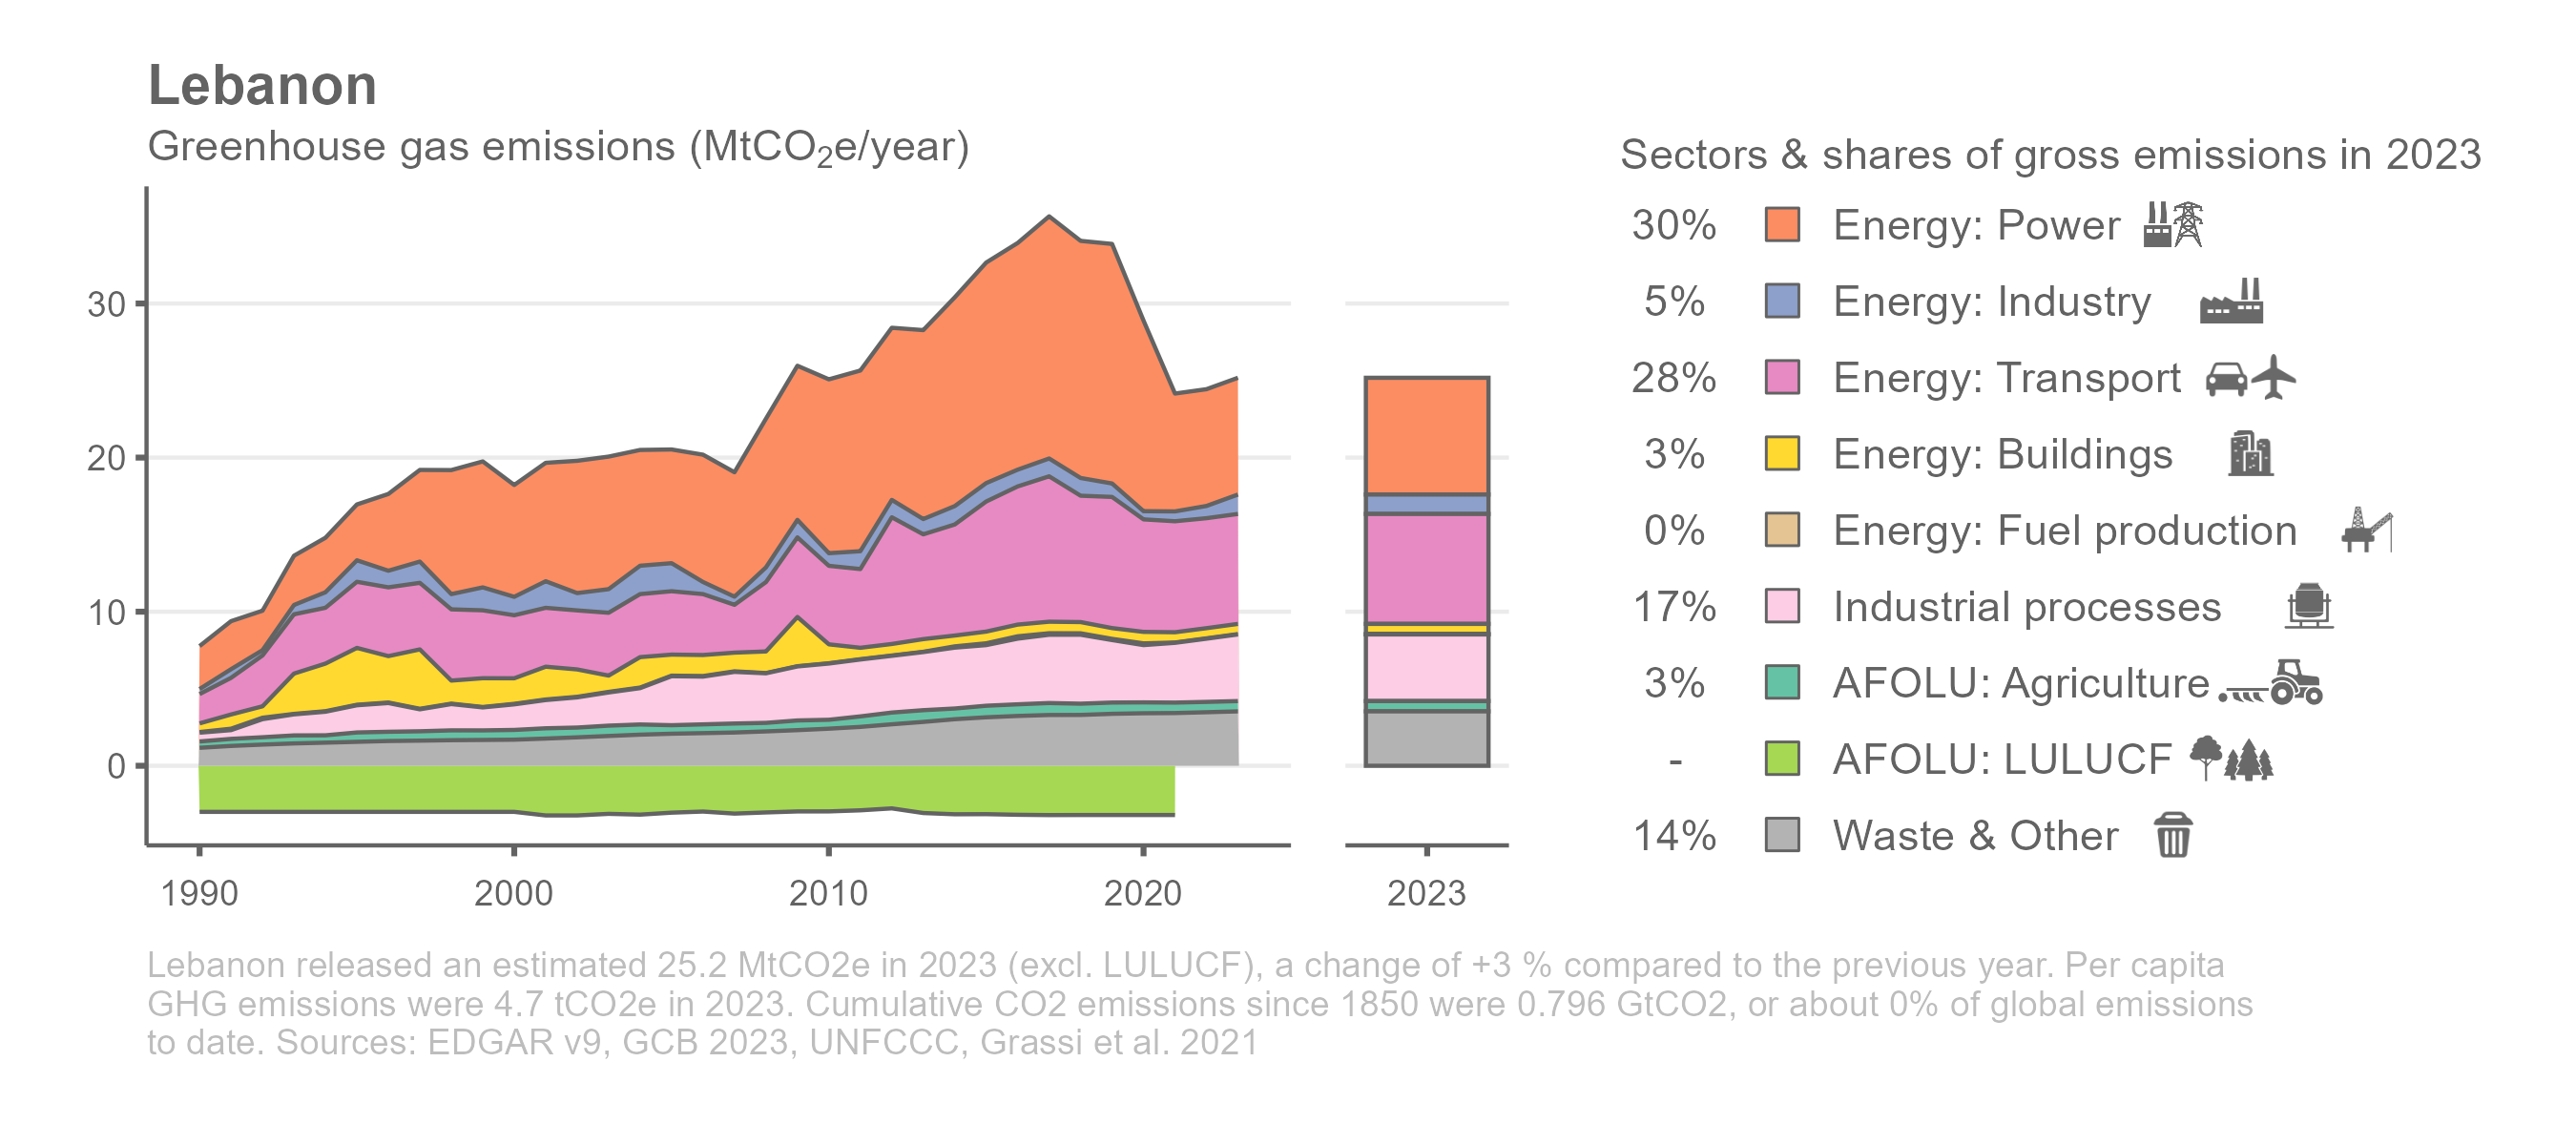 Lebanon
Greenhouse gas emissions (MtCO₂e/year)
30
20
10
0
1990 2000 2010 2020 2023
Sectors & shares of gross emissions in 2023
30% Energy: Power
5% Energy: Industry
28% Energy: Transport
3% Energy: Buildings
0% Energy: Fuel production
17% Industrial processes
3% AFOLU: Agriculture
- AFOLU: LULUCF
14% Waste & Other
Lebanon released an estimated 25.2 MtCO2e in 2023 (excl. LULUCF), a change of +3 % compared to the previous year. Per capita
GHG emissions were 4.7 tCO2e in 2023. Cumulative CO2 emissions since 1850 were 0.796 GtCO2, or about 0% of global emissions
to date. Sources: EDGAR v9, GCB 2023, UNFCCC, Grassi et al. 2021